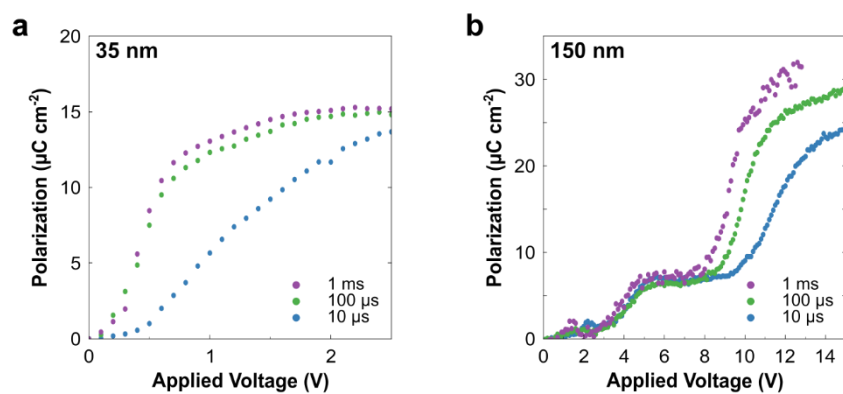 a
35 nm
20
15
10
5
0
Polarization (µC cm-2)
1 ms
100 µs
10 µs
0
1
2
Applied Voltage (V)
b
150 nm
30
20
10
0
Polarization (µC cm-2)
1 ms
100 µs
10 µs
0 2 4 6 8 10 12 14
Applied Voltage (V)